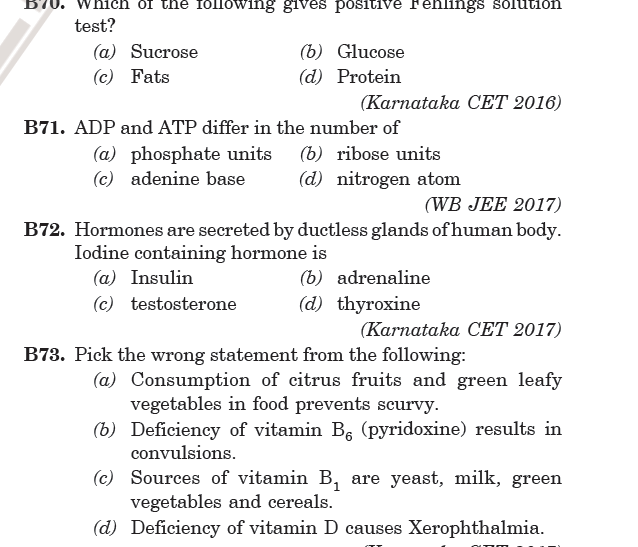 B70. Which of the following gives positive Fehlings solution
test?
(a) Sucrose (b) Glucose
(c) Fats (d) Protein
(Karnataka CET 2016)
B71. ADP and ATP differ in the number of
(a) phosphate units (b) ribose units
(c) adenine base (d) nitrogen atom
(WB JEE 2017)
B72. Hormones are secreted by ductless glands of human body.
Iodine containing hormone is
(a) Insulin (b) adrenaline
(c) testosterone (d) thyroxine
(Karnataka CET 2017)
B73. Pick the wrong statement from the following:
(a) Consumption of citrus fruits and green leafy
vegetables in food prevents scurvy.
(b) Deficiency of vitamin B₆ (pyridoxine) results in
convulsions.
(c) Sources of vitamin B₁ are yeast, milk, green
vegetables and cereals.
(d) Deficiency of vitamin D causes Xerophthalmia.